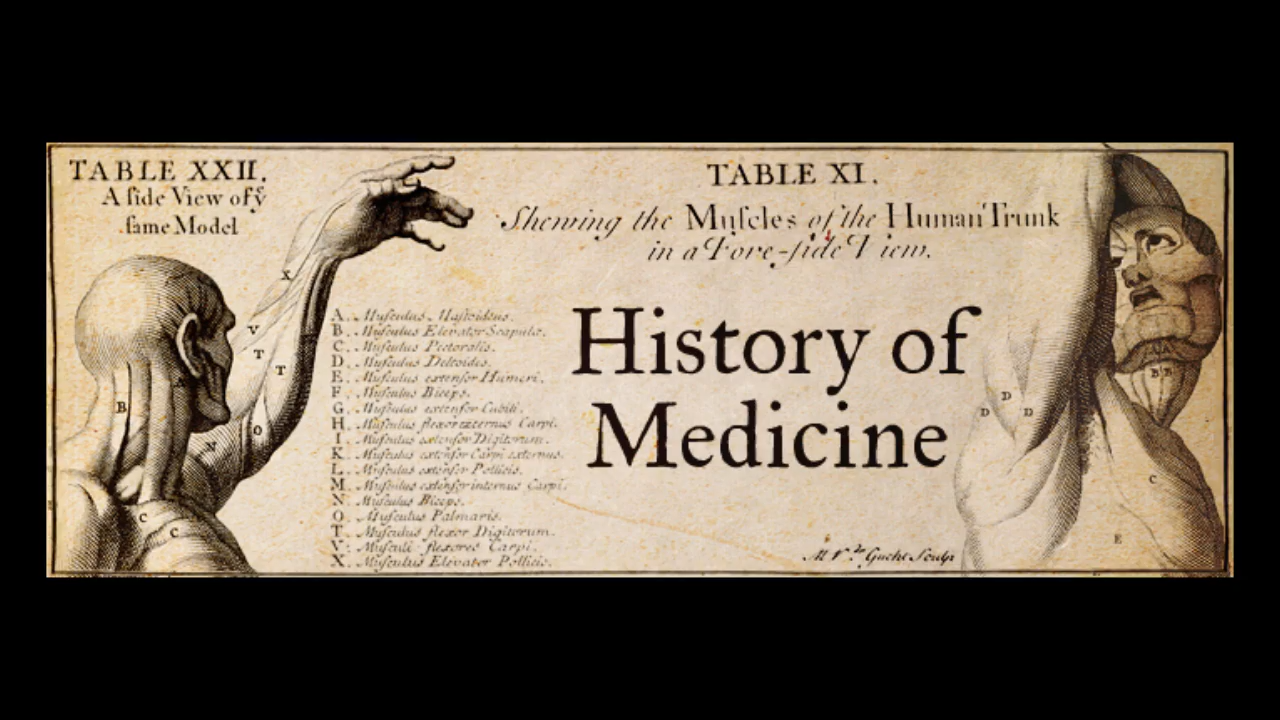 TABLE XXII.
A ſide View of yͤ
ſame Model
TABLE XI.
Shewing the Muſcles of the Human Trunk
in a Fore-ſide View.
History of
Medicine
A. Muſculus Maſtoideus.
B. Muſculus Elevator Scapulæ.
C. Muſculus Pectoralis.
D. Muſculus Deltoides.
E. Muſculus extenſor Humeri.
F. Muſculus Biceps.
G. Muſculus extenſor Cubiti.
H. Muſculus flexor externus Carpi.
I. Muſculus extenſor Digitorum.
K. Muſculus extenſor Carpi externus.
L. Muſculus extenſor Pollicis.
M. Muſculus extenſor internus Carpi.
N. Muſculus Biceps.
O. Muſculus Palmaris.
T. Muſculus flexor Digitorum.
V. Muſculi flexores Carpi.
X. Muſculus Elevator Pollicis.
M V.ᵈʳ Gucht Sculp
X
V
T
T
B
O
N
C
C
D
D
D
B B
C
E